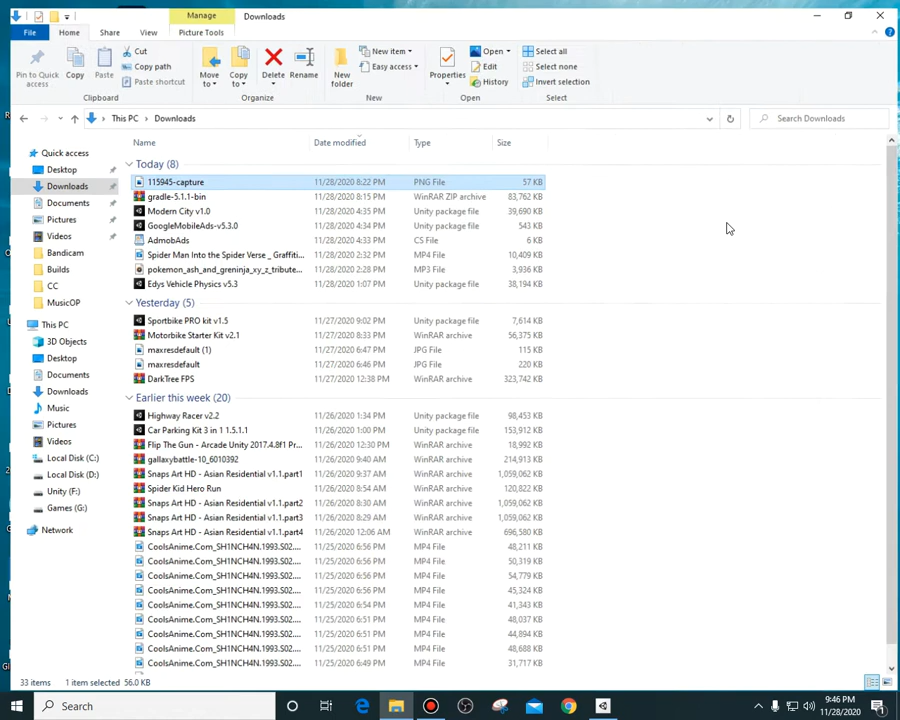 Manage
Downloads
File
Home
Share
View
Picture Tools
Pin to Quick access
Copy
Paste
Cut
Copy path
Paste shortcut
Clipboard
Move to
Copy to
Delete
Rename
Organize
New folder
New item
Easy access
New
Properties
Open
Edit
History
Open
Select all
Select none
Invert selection
Select
This PC > Downloads
Search Downloads
Name Date modified Type Size
Quick access
Desktop
Downloads
Documents
Pictures
Videos
Bandicam
Builds
CC
MusicOP
This PC
3D Objects
Desktop
Documents
Downloads
Music
Pictures
Videos
Local Disk (C:)
Local Disk (D:)
Unity (F:)
Games (G:)
Network
Today (8)
115945-capture 11/28/2020 8:22 PM PNG File 57 KB
gradle-5.1.1-bin 11/28/2020 8:15 PM WinRAR ZIP archive 83,762 KB
Modern City v1.0 11/28/2020 4:35 PM Unity package file 39,690 KB
GoogleMobileAds-v5.3.0 11/28/2020 4:34 PM Unity package file 543 KB
AdmobAds 11/28/2020 4:33 PM CS File 6 KB
Spider Man Into the Spider Verse _ Graffiti... 11/28/2020 2:32 PM MP4 File 10,409 KB
pokemon_ash_and_greninja_xy_z_tribute... 11/28/2020 2:28 PM MP3 File 3,936 KB
Edys Vehicle Physics v5.3 11/28/2020 1:07 PM Unity package file 38,194 KB
Yesterday (5)
Sportbike PRO kit v1.5 11/27/2020 9:02 PM Unity package file 7,614 KB
Motorbike Starter Kit v2.1 11/27/2020 8:33 PM WinRAR archive 56,375 KB
maxresdefault (1) 11/27/2020 6:47 PM JPG File 115 KB
maxresdefault 11/27/2020 6:46 PM JPG File 220 KB
DarkTree FPS 11/27/2020 12:38 PM WinRAR archive 323,742 KB
Earlier this week (20)
Highway Racer v2.2 11/26/2020 1:34 PM Unity package file 98,453 KB
Car Parking Kit 3 in 1 1.5.1.1 11/26/2020 1:00 PM Unity package file 153,912 KB
Flip The Gun - Arcade Unity 2017.4.8f1 Pr... 11/26/2020 12:30 PM WinRAR archive 18,992 KB
gallaxybattle-10_6010392 11/26/2020 9:40 AM WinRAR archive 214,913 KB
Snaps Art HD - Asian Residential v1.1.part1 11/26/2020 9:37 AM WinRAR archive 1,059,062 KB
Spider Kid Hero Run 11/26/2020 8:54 AM WinRAR archive 120,822 KB
Snaps Art HD - Asian Residential v1.1.part2 11/26/2020 8:30 AM WinRAR archive 1,059,062 KB
Snaps Art HD - Asian Residential v1.1.part3 11/26/2020 8:29 AM WinRAR archive 1,059,062 KB
Snaps Art HD - Asian Residential v1.1.part4 11/26/2020 12:06 AM WinRAR archive 696,580 KB
CoolsAnime.Com_SH1NCH4N.1993.S02.... 11/25/2020 6:56 PM MP4 File 48,211 KB
CoolsAnime.Com_SH1NCH4N.1993.S02.... 11/25/2020 6:56 PM MP4 File 50,319 KB
CoolsAnime.Com_SH1NCH4N.1993.S02.... 11/25/2020 6:56 PM MP4 File 54,779 KB
CoolsAnime.Com_SH1NCH4N.1993.S02.... 11/25/2020 6:56 PM MP4 File 45,324 KB
CoolsAnime.Com_SH1NCH4N.1993.S02.... 11/25/2020 6:56 PM MP4 File 41,343 KB
CoolsAnime.Com_SH1NCH4N.1993.S02.... 11/25/2020 6:51 PM MP4 File 48,037 KB
CoolsAnime.Com_SH1NCH4N.1993.S02.... 11/25/2020 6:51 PM MP4 File 44,894 KB
CoolsAnime.Com_SH1NCH4N.1993.S02.... 11/25/2020 6:51 PM MP4 File 48,688 KB
CoolsAnime.Com_SH1NCH4N.1993.S02.... 11/25/2020 6:49 PM MP4 File 31,717 KB
33 items 1 item selected 56.0 KB
Search
9:46 PM
11/28/2020
1